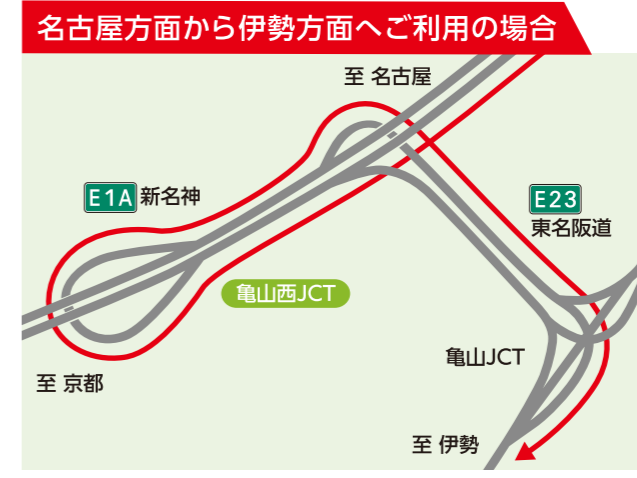 名古屋方面から伊勢方面へご利用の場合
至 名古屋
E1A 新名神
E23
東名阪道
亀山西JCT
亀山JCT
至 京都
至 伊勢